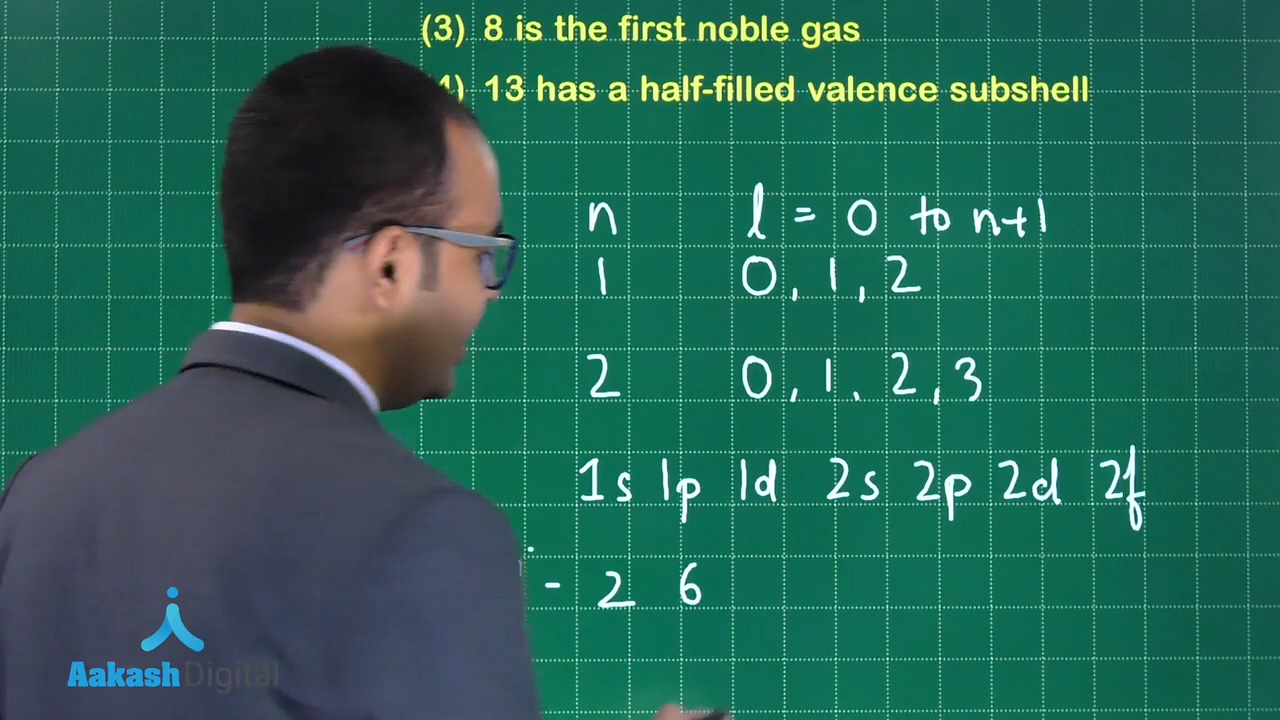 (3) 8 is the first noble gas
4) 13 has a half-filled valence subshell
n l = 0 to n+1
1 0, 1, 2
2 0, 1, 2, 3
1s 1p 1d 2s 2p 2d 2f
- 2 6
Aakash Digital